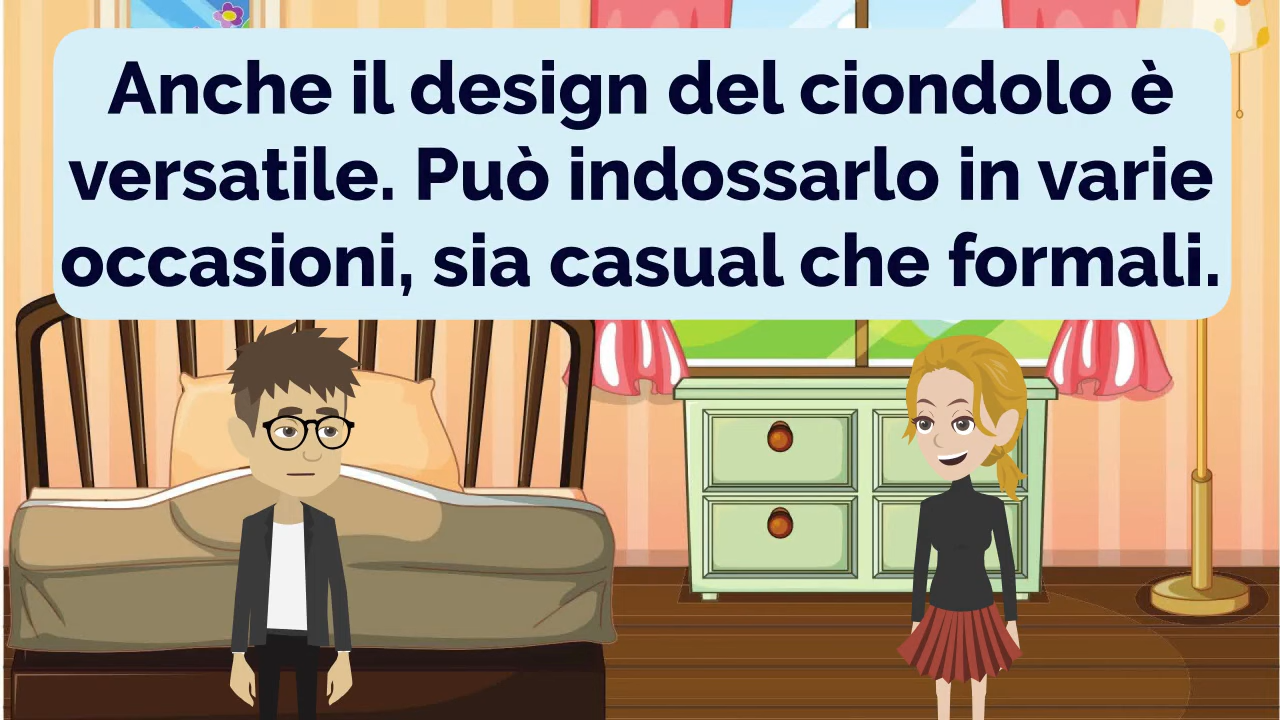 Anche il design del ciondolo è
versatile. Può indossarlo in varie
occasioni, sia casual che formali.